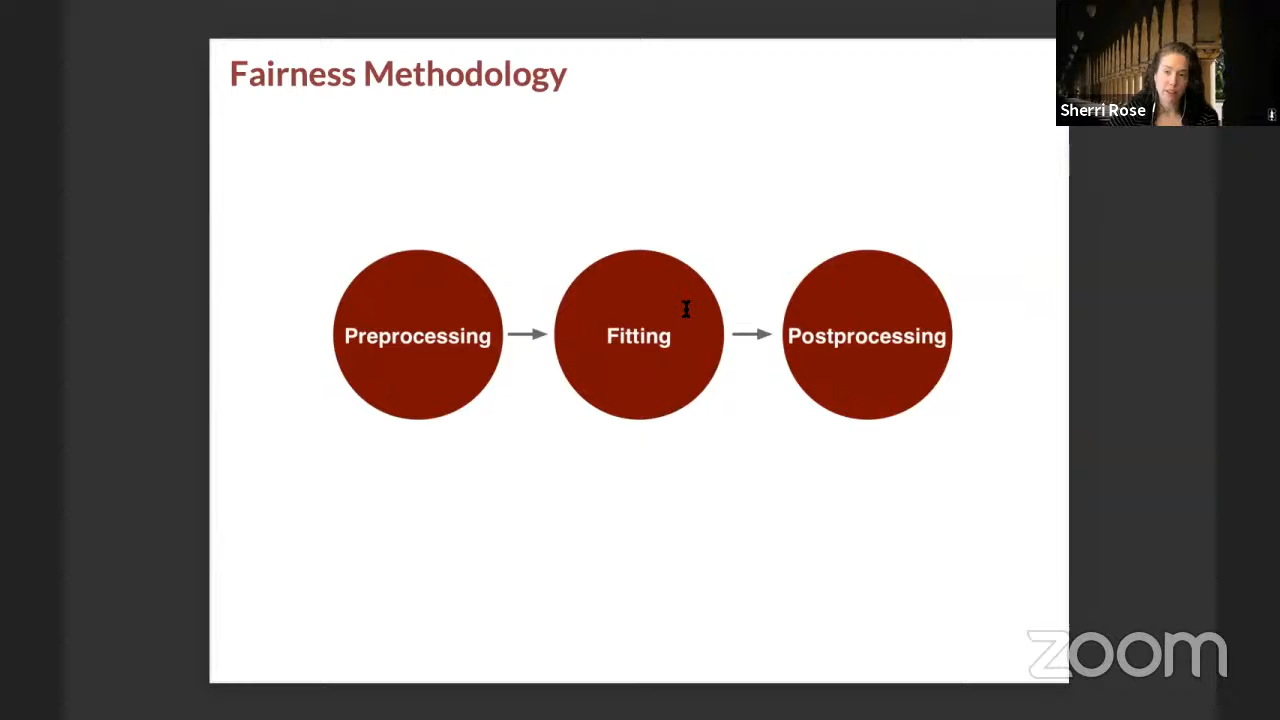 Fairness Methodology
Sherri Rose
Preprocessing
Fitting
Postprocessing
zoom